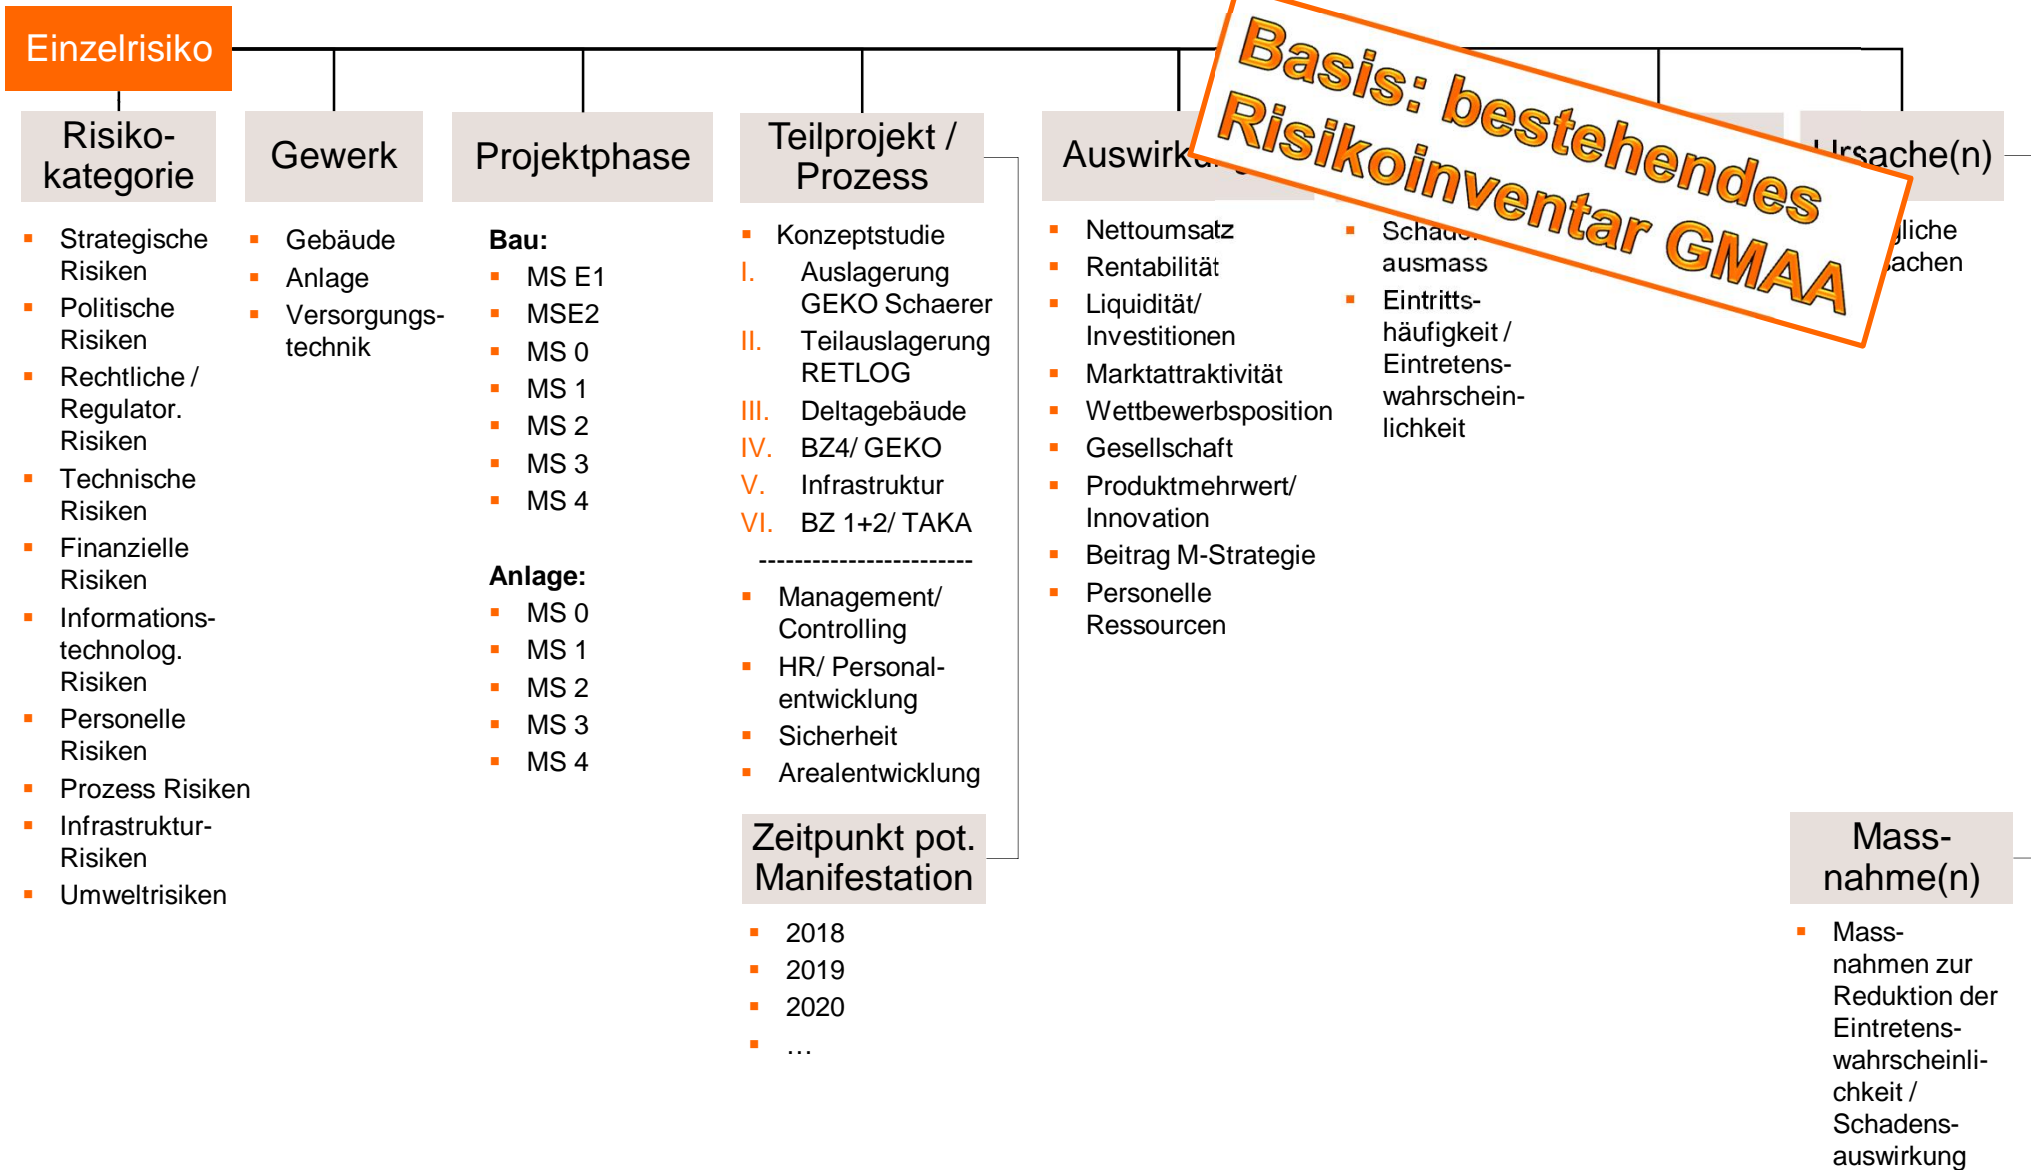 Einzelrisiko
Basis: bestehendes
Risikoinventar GMAA
Risiko-
kategorie
Strategische
Risiken
Politische
Risiken
Rechtliche /
Regulator.
Risiken
Technische
Risiken
Finanzielle
Risiken
Informations-
technolog.
Risiken
Personelle
Risiken
Prozess Risiken
Infrastruktur-
Risiken
Umweltrisiken
Gewerk
Gebäude
Anlage
Versorgungs-
technik
Projektphase
Bau:
MS E1
MSE2
MS 0
MS 1
MS 2
MS 3
MS 4
Anlage:
MS 0
MS 1
MS 2
MS 3
MS 4
Teilprojekt /
Prozess
Konzeptstudie
I. Auslagerung
GEKO Schaerer
II. Teilauslagerung
RETLOG
III. Deltagebäude
IV. BZ4/ GEKO
V. Infrastruktur
VI. BZ 1+2/ TAKA
------------------------
Management/
Controlling
HR/ Personal-
entwicklung
Sicherheit
Arealentwicklung
Zeitpunkt pot.
Manifestation
2018
2019
2020
…
Nettoumsatz
Rentabilität
Liquidität/
Investitionen
Marktattraktivität
Wettbewerbsposition
Gesellschaft
Produktmehrwert/
Innovation
Beitrag M-Strategie
Personelle
Ressourcen
ausmass
Eintritts-
häufigkeit /
Eintretens-
wahrschein-
lichkeit
Ursache(n)
Mass-
nahme(n)
Mass-
nahmen zur
Reduktion der
Eintretens-
wahrscheinli-
chkeit /
Schadens-
auswirkung